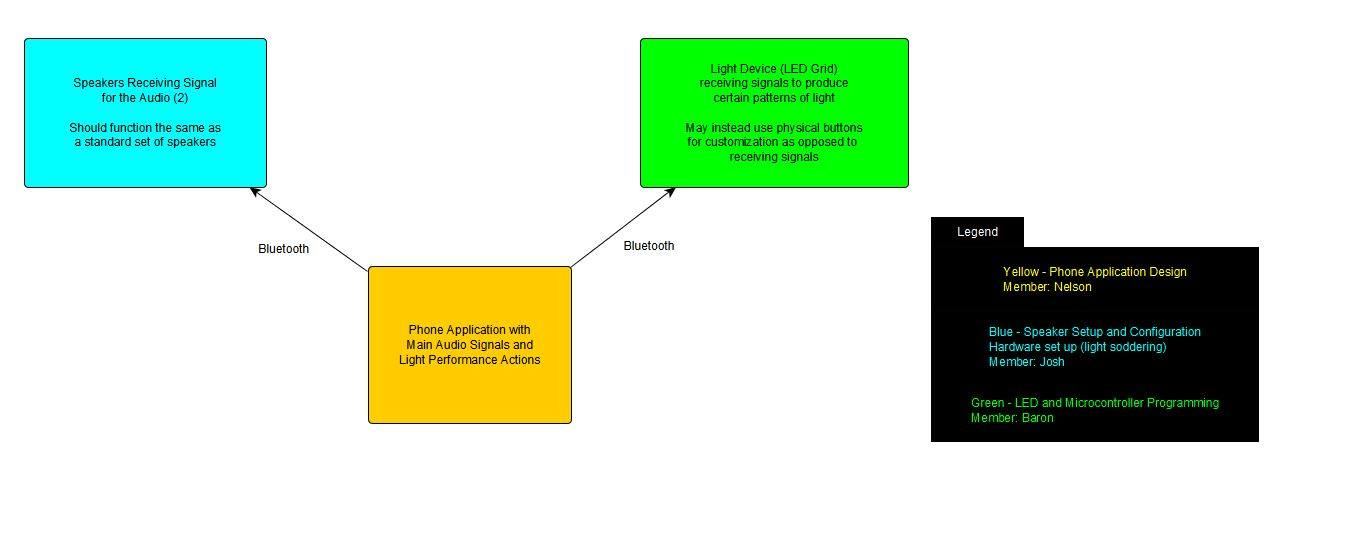 Speakers Receiving Signal
for the Audio (2)
Should function the same as
a standard set of speakers
Light Device (LED Grid)
receiving signals to produce
certain patterns of light
May instead use physical buttons
for customization as opposed to
receiving signals
Bluetooth
Bluetooth
Phone Application with
Main Audio Signals and
Light Performance Actions
Legend
Yellow - Phone Application Design
Member: Nelson
Blue - Speaker Setup and Configuration
Hardware set up (light soddering)
Member: Josh
Green - LED and Microcontroller Programming
Member: Baron